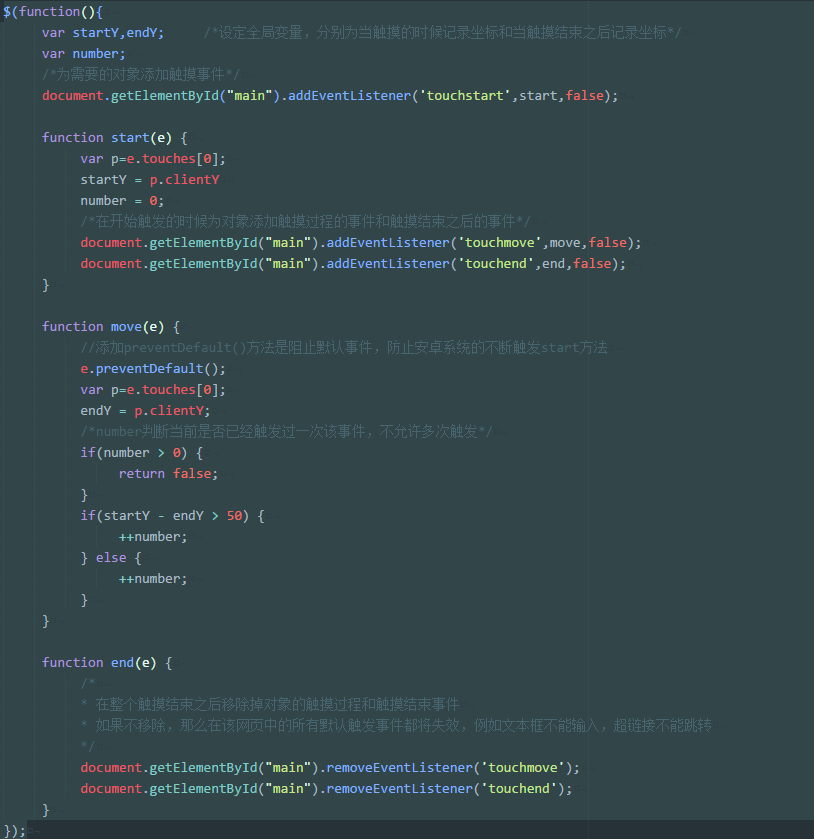 $(function(){
var startY,endY; /*设定全局变量，分别为当触摸的时候记录坐标和当触摸结束之后记录坐标*/
var number;
/*为需要的对象添加触摸事件*/
document.getElementById("main").addEventListener('touchstart',start,false);
function start(e) {
var p=e.touches[0];
startY = p.clientY
number = 0;
/*在开始触发的时候为对象添加触摸过程的事件和触摸结束之后的事件*/
document.getElementById("main").addEventListener('touchmove',move,false);
document.getElementById("main").addEventListener('touchend',end,false);
}
function move(e) {
//添加preventDefault()方法是阻止默认事件，防止安卓系统的不断触发start方法
e.preventDefault();
var p=e.touches[0];
endY = p.clientY;
/*number判断当前是否已经触发过一次该事件，不允许多次触发*/
if(number > 0) {
return false;
}
if(startY - endY > 50) {
++number;
} else {
++number;
}
}
function end(e) {
/*
* 在整个触摸结束之后移除掉对象的触摸过程和触摸结束事件
* 如果不移除，那么在该网页中的所有默认触发事件都将失效，例如文本框不能输入，超链接不能跳转
*/
document.getElementById("main").removeEventListener('touchmove');
document.getElementById("main").removeEventListener('touchend');
}
});